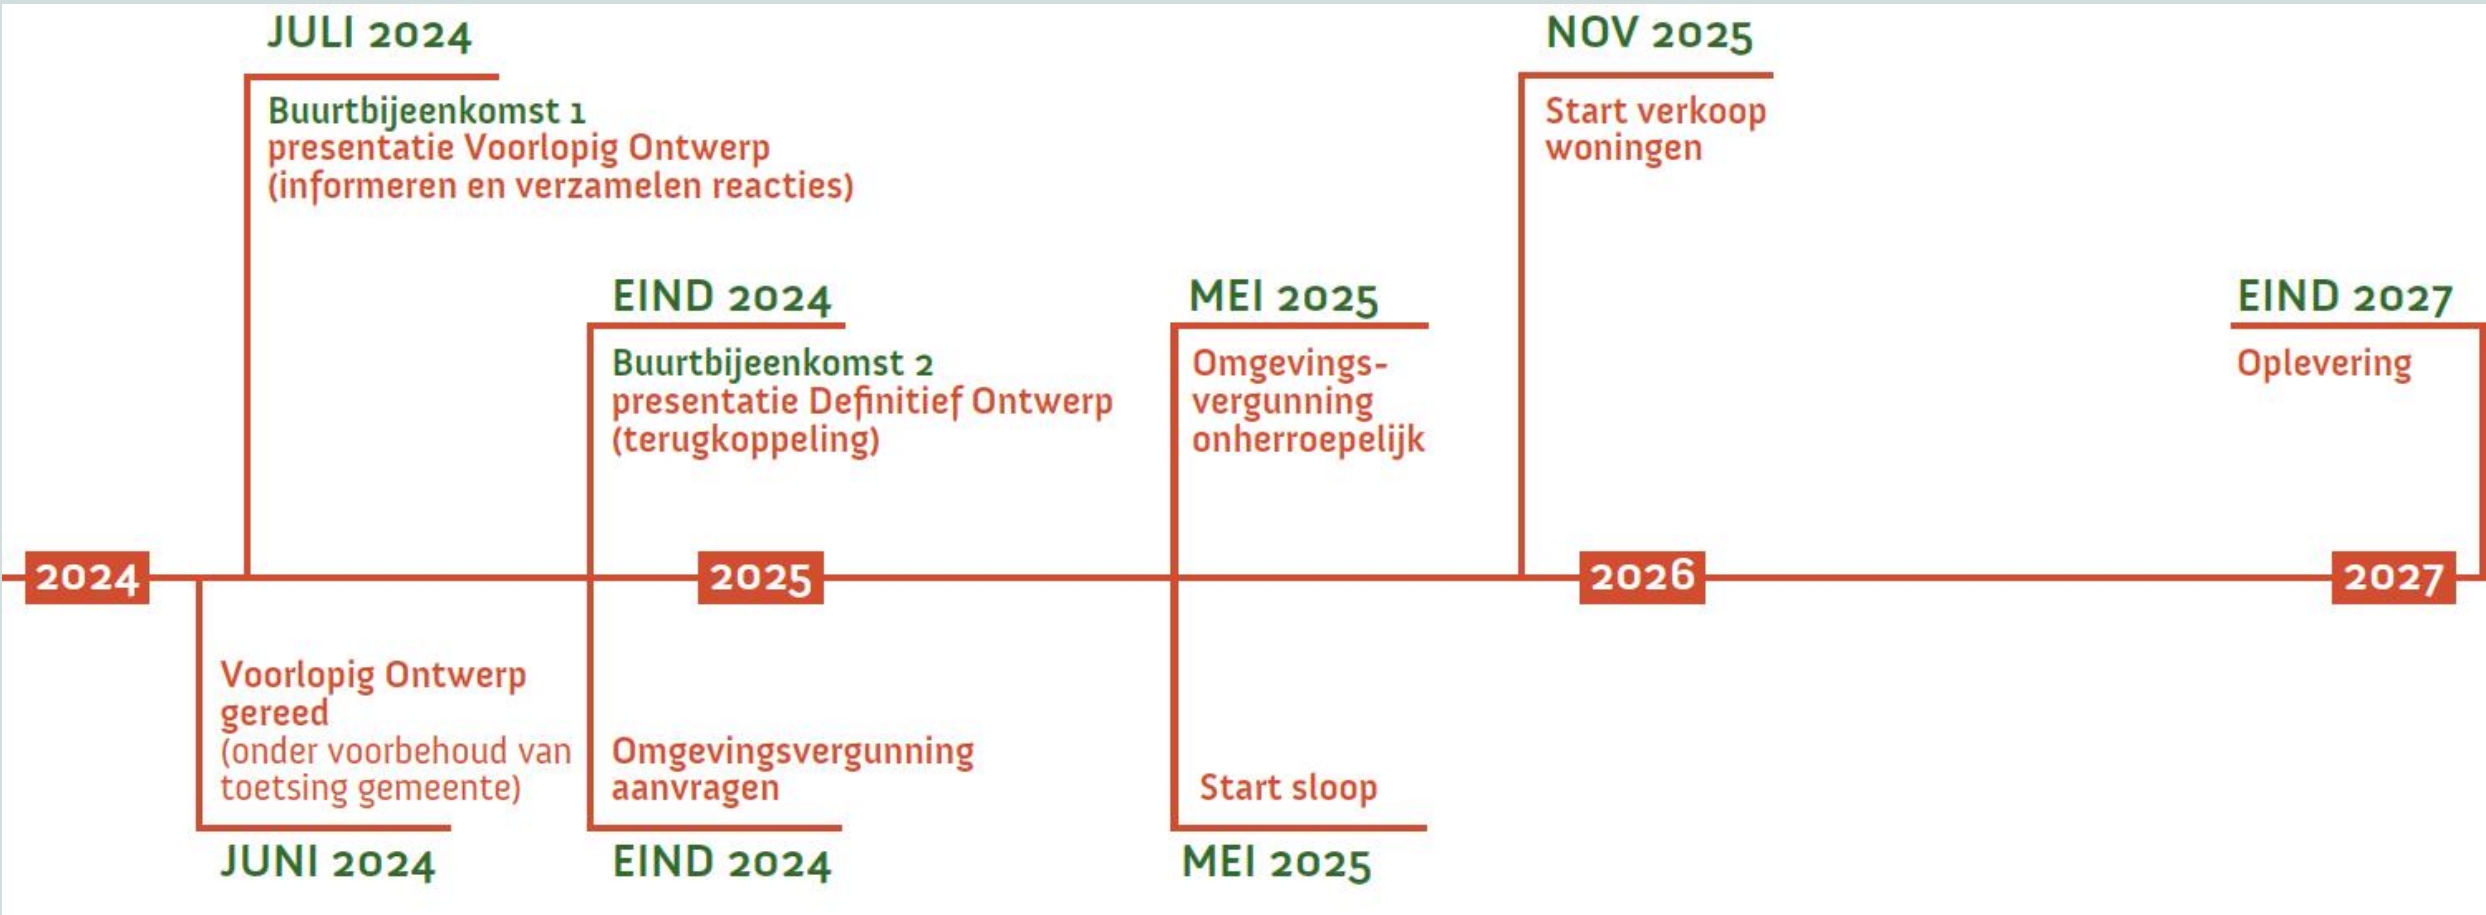 JULI 2024
Buurtbijeenkomst 1
presentatie Voorlopig Ontwerp
(informeren en verzamelen reacties)
NOV 2025
Start verkoop
woningen
EIND 2024
Buurtbijeenkomst 2
presentatie Definitief Ontwerp
(terugkoppeling)
MEI 2025
Omgevings-
vergunning
onherroepelijk
EIND 2027
Oplevering
2024
2025
2026
2027
Voorlopig Ontwerp
gereed
(onder voorbehoud van
toetsing gemeente)
JUNI 2024
Omgevingsvergunning
aanvragen
EIND 2024
Start sloop
MEI 2025